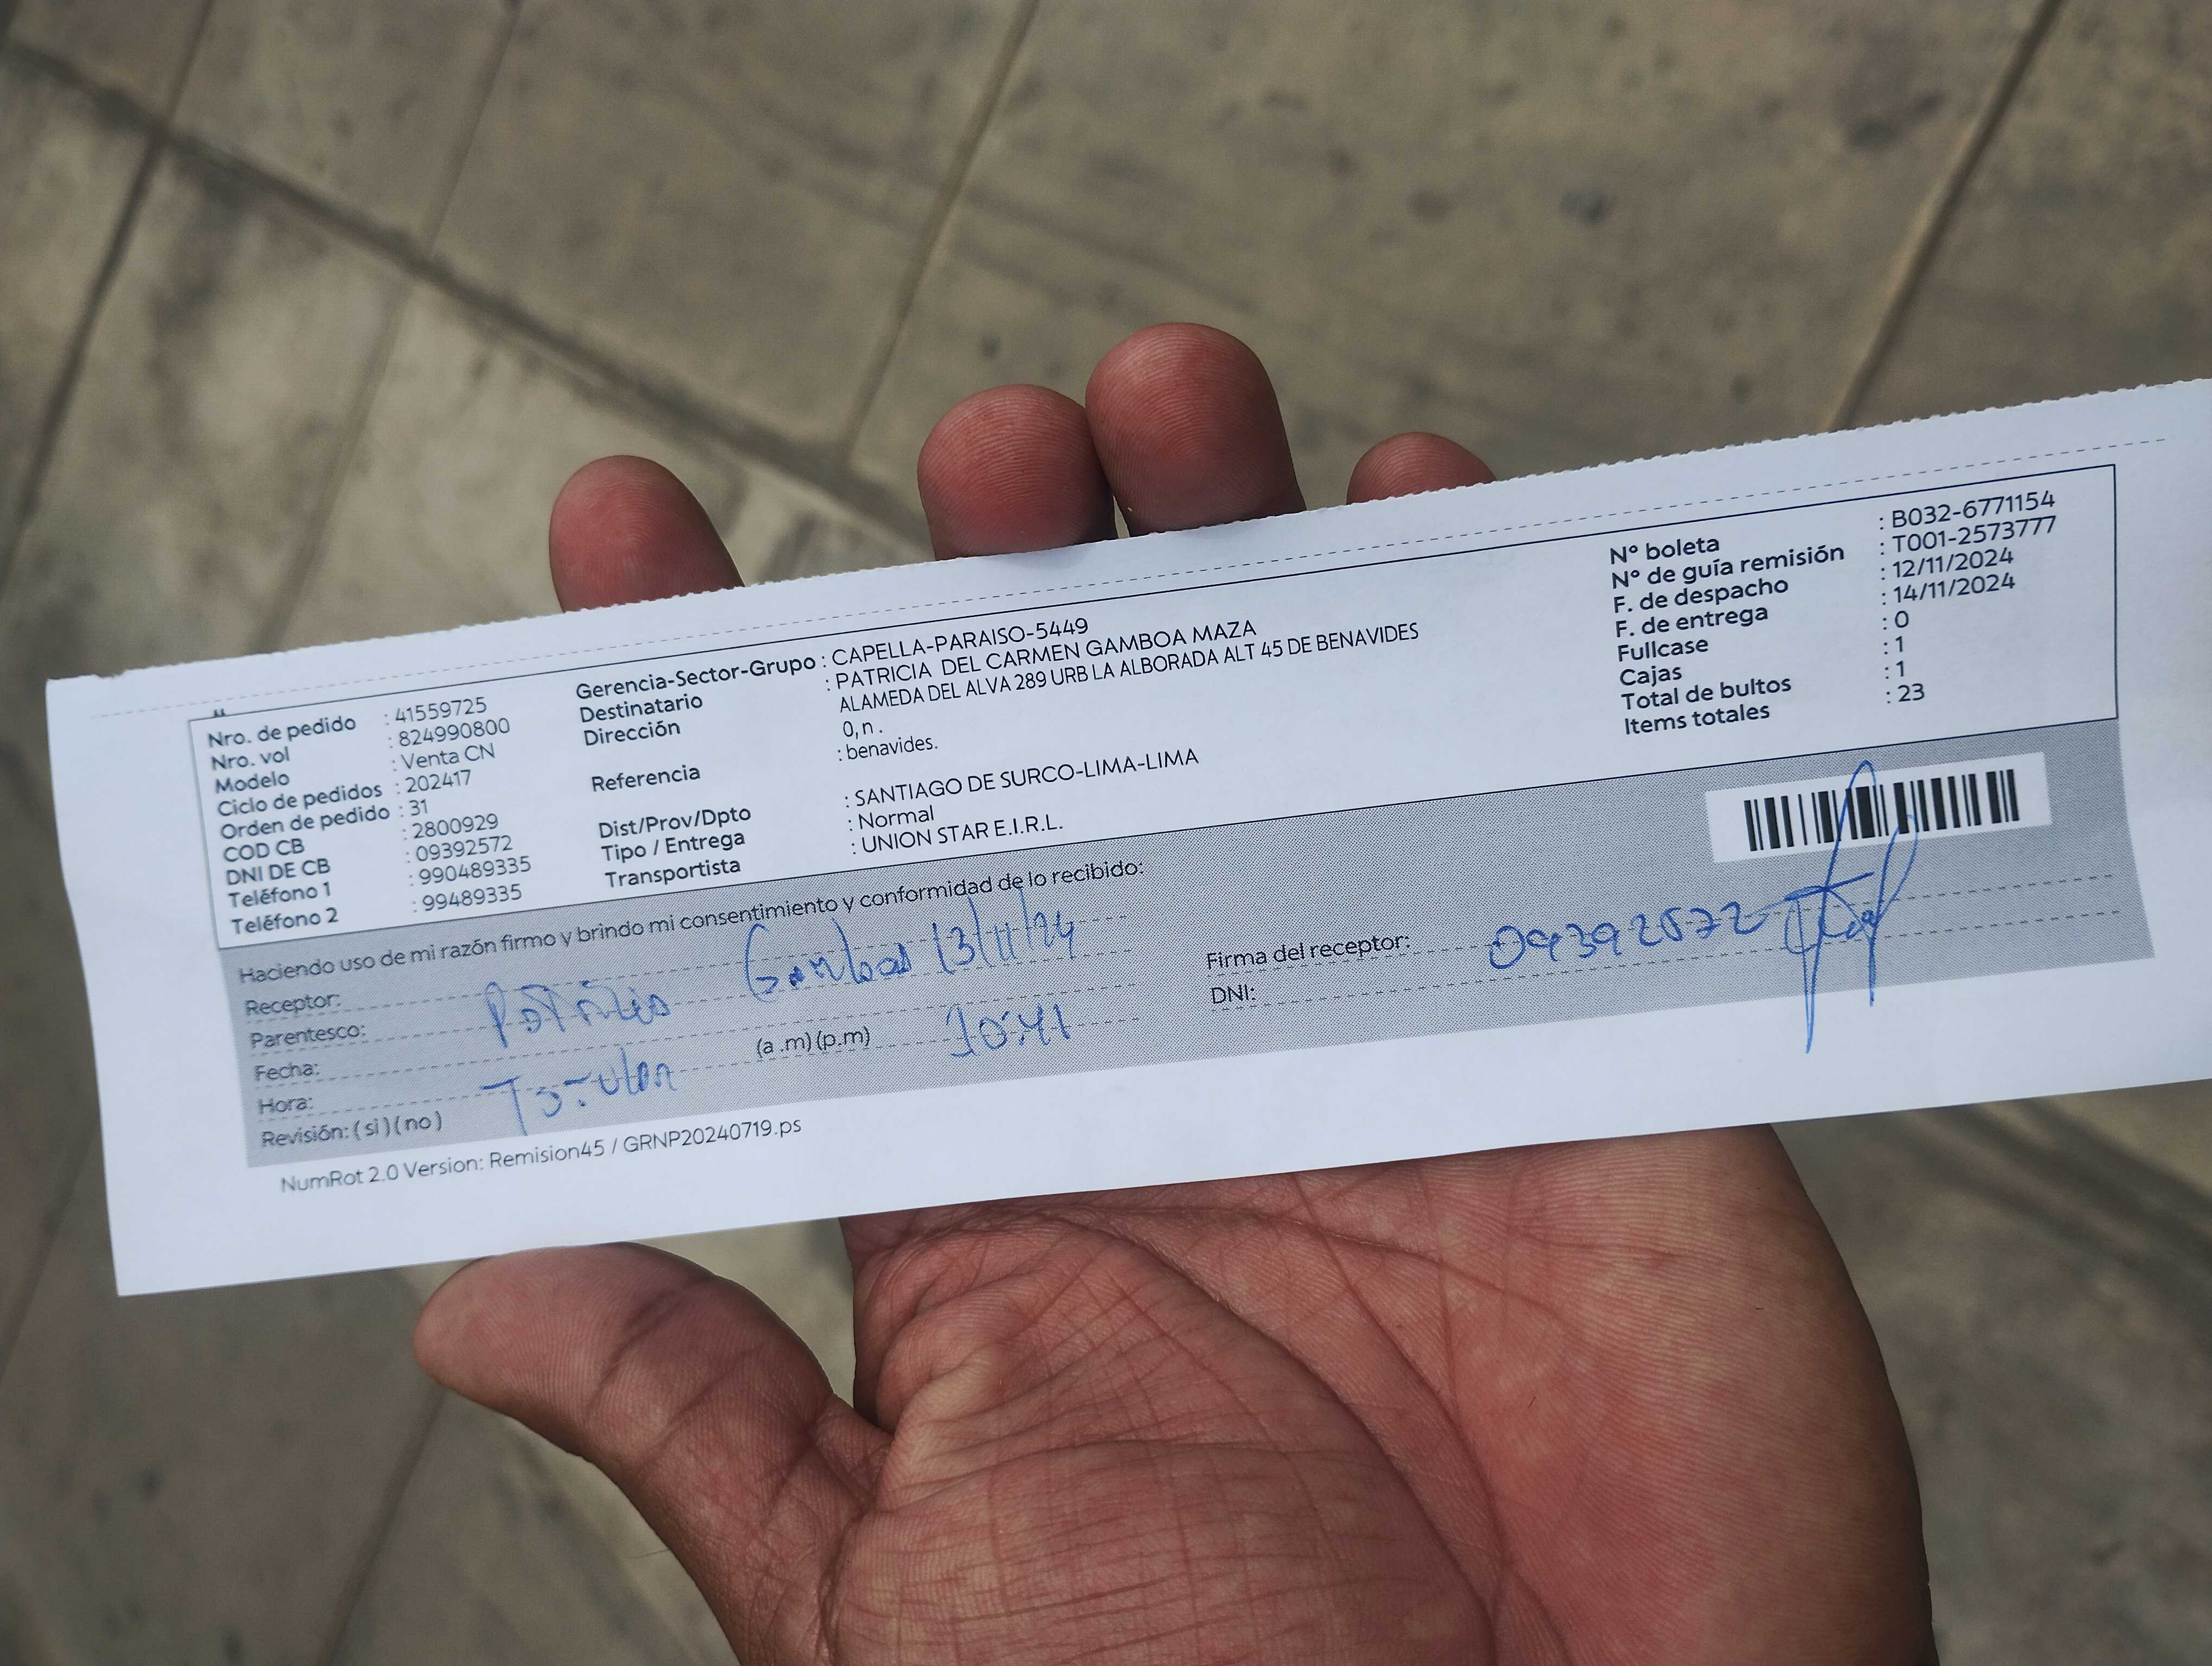 Nro. de pedido : 41559725
Nro. vol : 824990800
Modelo : Venta CN
Ciclo de pedidos : 202417
Orden de pedido : 31
COD CB : 2800929
DNI DE CB : 09392572
Teléfono 1 : 990489335
Teléfono 2 : 99489335
Gerencia-Sector-Grupo : CAPELLA-PARAISO-5449
Destinatario : PATRICIA DEL CARMEN GAMBOA MAZA
Dirección ALAMEDA DEL ALVA 289 URB LA ALBORADA ALT 45 DE BENAVIDES
0, n .
Referencia : benavides.
Dist/Prov/Dpto : SANTIAGO DE SURCO-LIMA-LIMA
Tipo / Entrega : Normal
Transportista : UNION STAR E.I.R.L.
N° boleta : B032-6771154
N° de guía remisión : T001-2573777
F. de despacho : 12/11/2024
F. de entrega : 14/11/2024
Fullcase : 0
Cajas : 1
Total de bultos : 1
Items totales : 23
Haciendo uso de mi razón firmo y brindo mi consentimiento y conformidad de lo recibido:
Receptor:
Parentesco: 13/11/24
Fecha:
Hora: (a .m) (p.m) 10:41
Revisión: ( si ) ( no )
Firma del receptor: 09392572
DNI:
NumRot 2.0 Version: Remision45 / GRNP20240719.ps